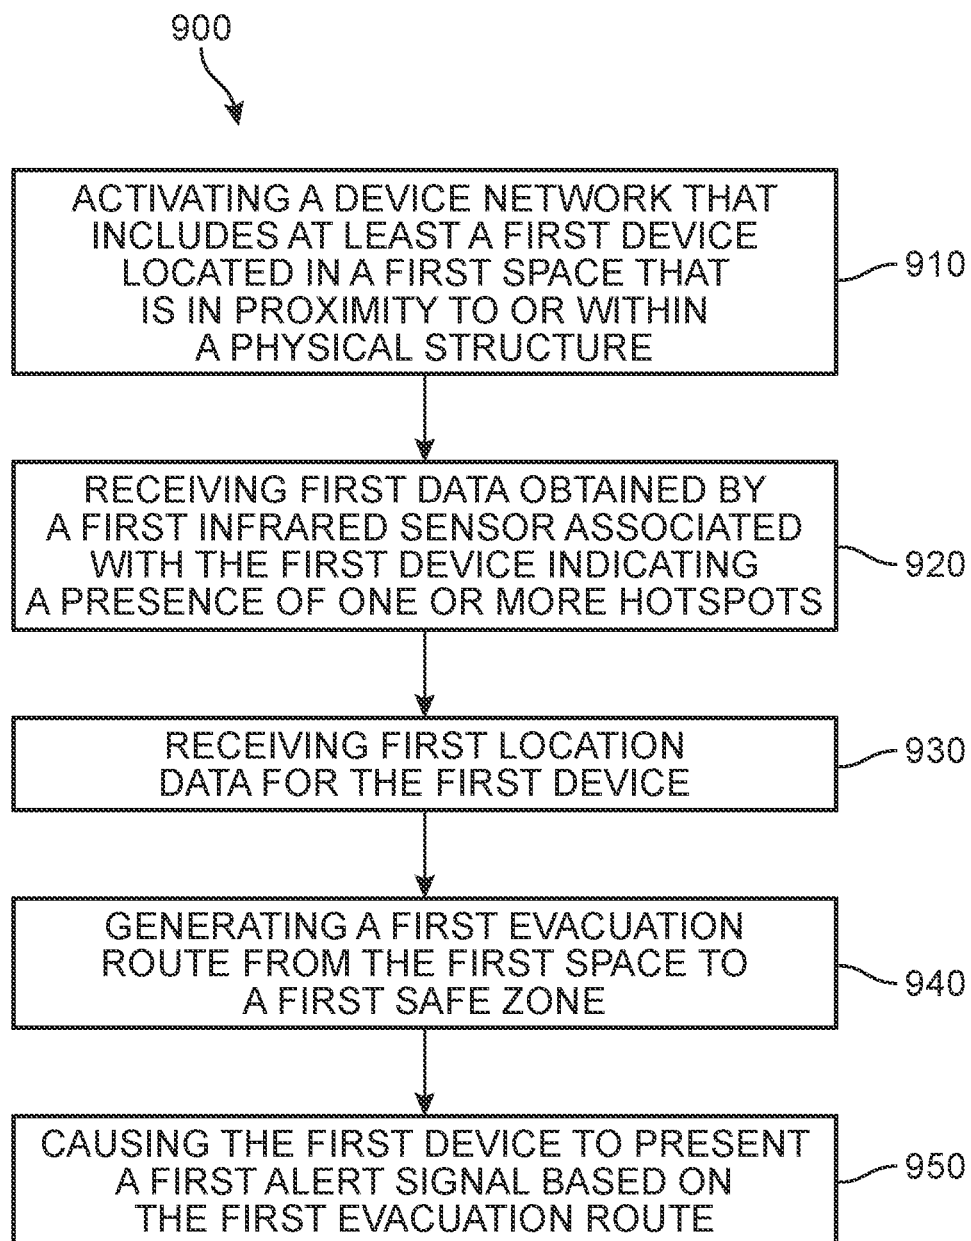 900
ACTIVATING A DEVICE NETWORK THAT
INCLUDES AT LEAST A FIRST DEVICE
LOCATED IN A FIRST SPACE THAT
IS IN PROXIMITY TO OR WITHIN
A PHYSICAL STRUCTURE
910
RECEIVING FIRST DATA OBTAINED BY
A FIRST INFRARED SENSOR ASSOCIATED
WITH THE FIRST DEVICE INDICATING
A PRESENCE OF ONE OR MORE HOTSPOTS
920
RECEIVING FIRST LOCATION
DATA FOR THE FIRST DEVICE
930
GENERATING A FIRST EVACUATION
ROUTE FROM THE FIRST SPACE TO
A FIRST SAFE ZONE
940
CAUSING THE FIRST DEVICE TO PRESENT
A FIRST ALERT SIGNAL BASED ON
THE FIRST EVACUATION ROUTE
950